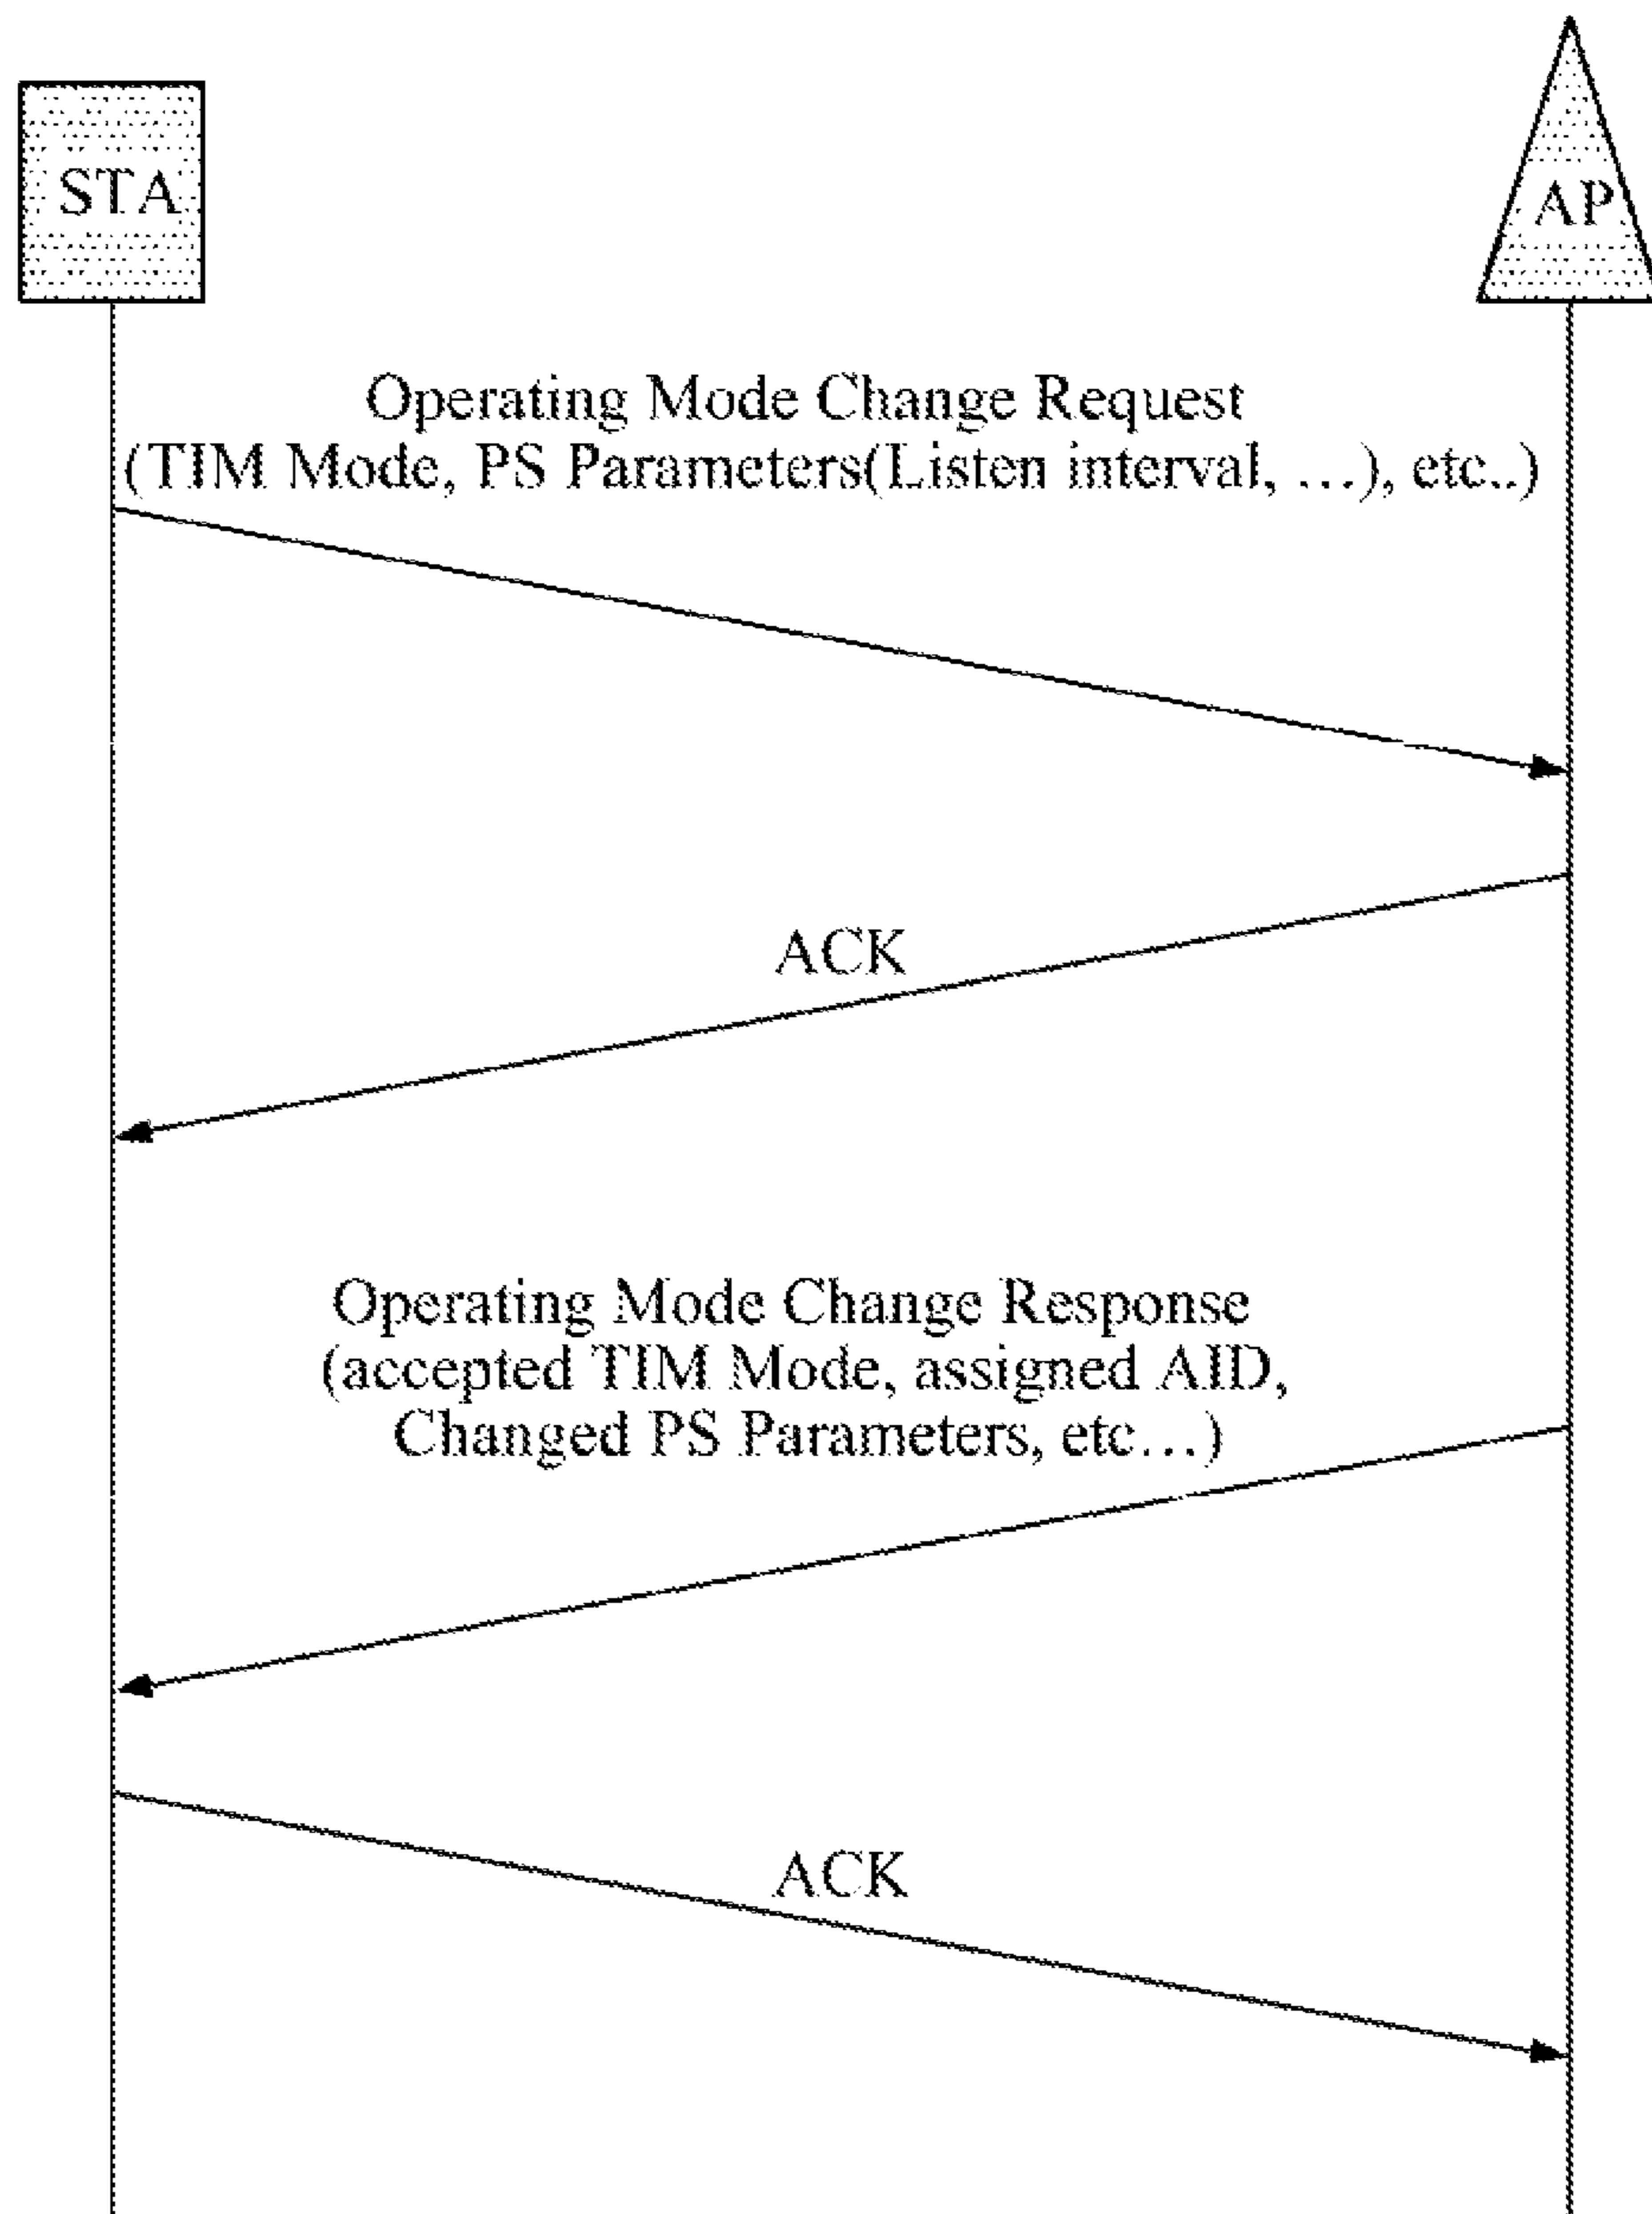 STA
AP
Operating Mode Change Request
(TIM Mode, PS Parameters(Listen interval, ...), etc..)
ACK
Operating Mode Change Response
(accepted TIM Mode, assigned AID,
Changed PS Parameters, etc...)
ACK